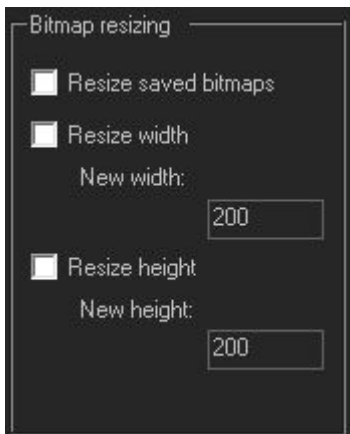 Bitmap resizing
Resize saved bitmaps
Resize width
New width:
200
Resize height
New height:
200